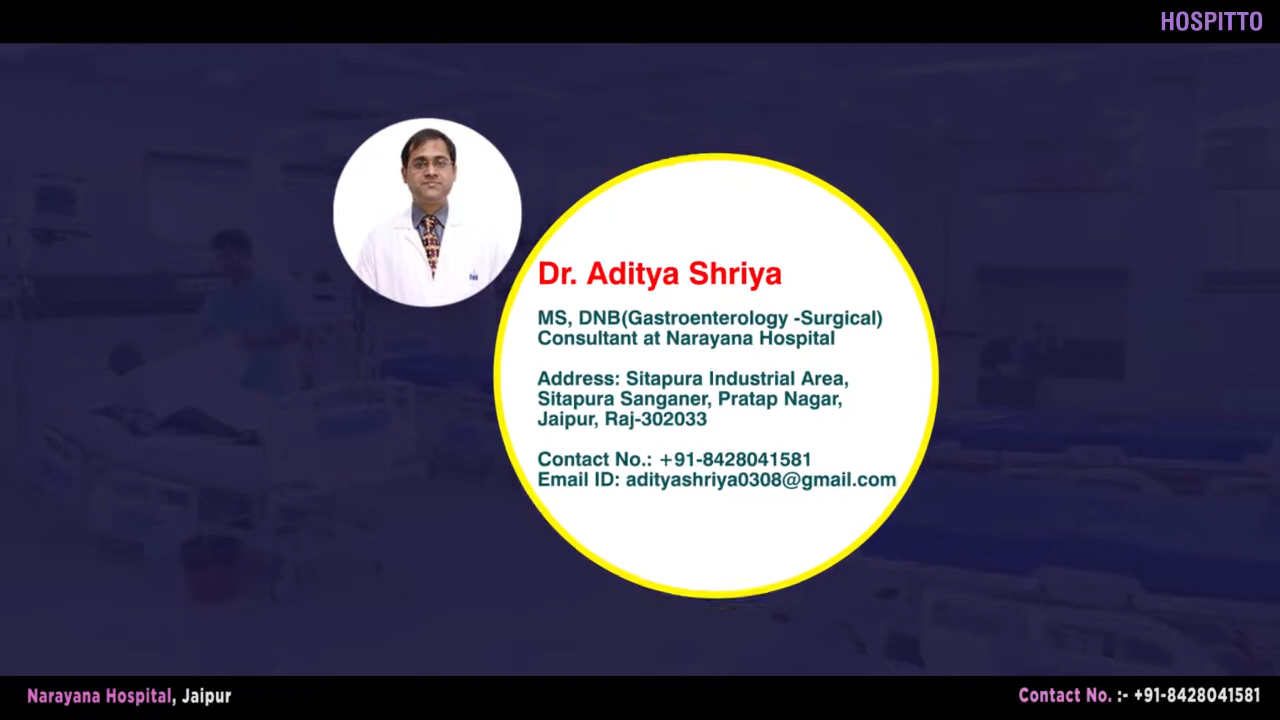 HOSPITTO
Dr. Aditya Shriya
MS, DNB(Gastroenterology -Surgical)
Consultant at Narayana Hospital
Address: Sitapura Industrial Area,
Sitapura Sanganer, Pratap Nagar,
Jaipur, Raj-302033
Contact No.: +91-8428041581
Email ID: adityashriya0308@gmail.com
Narayana Hospital, Jaipur
Contact No. :- +91-8428041581